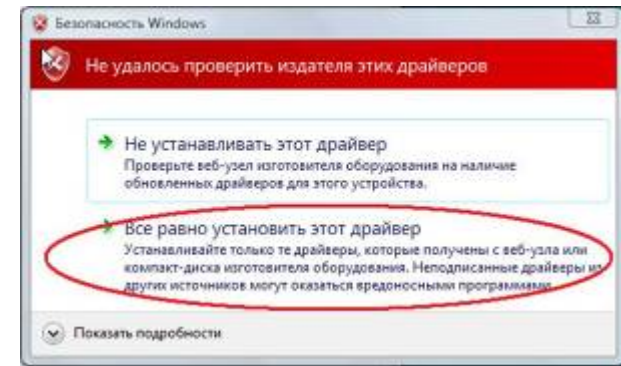 Безопасность Windows
Не удалось проверить издателя этих драйверов
Не устанавливать этот драйвер
Проверьте веб-узел изготовителя оборудования на наличие
обновленных драйверов для этого устройства.
Все равно установить этот драйвер
Устанавливайте только те драйверы, которые получены с веб-узла или
компакт-диска изготовителя оборудования. Неподписанные драйверы из
других источников могут оказаться вредоносными программами.
Показать подробности